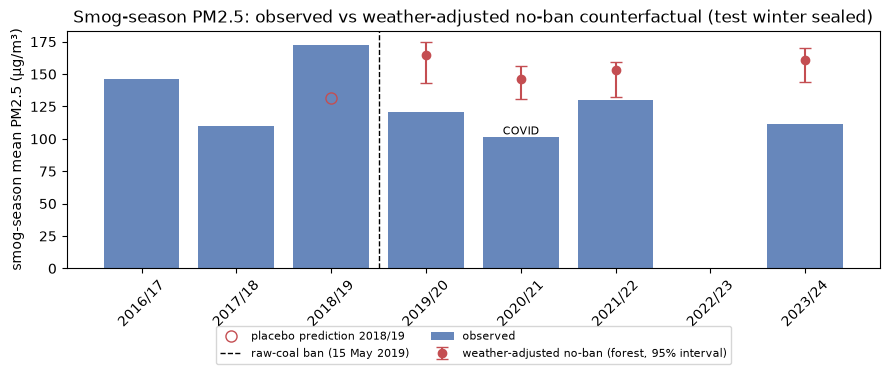 Smog-season PM2.5: observed vs weather-adjusted no-ban counterfactual (test winter sealed)
smog-season mean PM2.5 (µg/m³)
175
150
125
100
75
50
25
0
COVID
2016/17
2017/18
2018/19
2019/20
2020/21
2021/22
2022/23
2023/24
placebo prediction 2018/19
raw-coal ban (15 May 2019)
observed
weather-adjusted no-ban (forest, 95% interval)